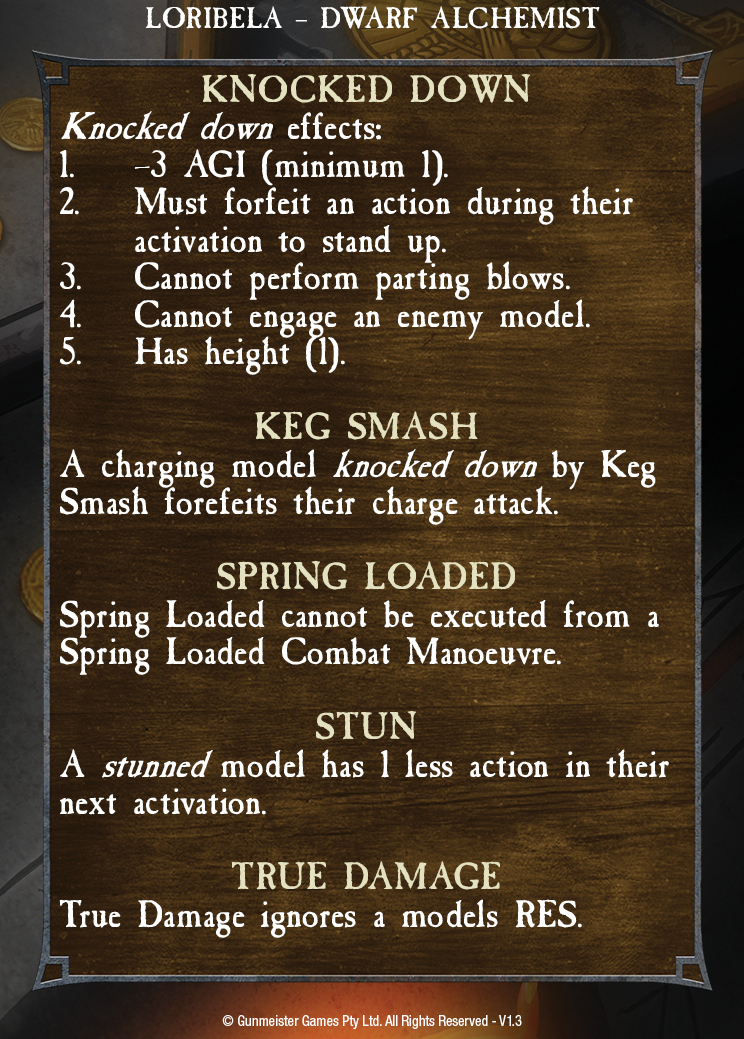 LORIBELA – DWARF ALCHEMIST
KNOCKED DOWN
Knocked down effects:
1. –3 AGI (minimum 1).
2. Must forfeit an action during their
activation to stand up.
3. Cannot perform parting blows.
4. Cannot engage an enemy model.
5. Has height (1).
KEG SMASH
A charging model knocked down by Keg
Smash forefeits their charge attack.
SPRING LOADED
Spring Loaded cannot be executed from a
Spring Loaded Combat Manoeuvre.
STUN
A stunned model has 1 less action in their
next activation.
TRUE DAMAGE
True Damage ignores a models RES.
© Gunmeister Games Pty Ltd. All Rights Reserved - V1.3